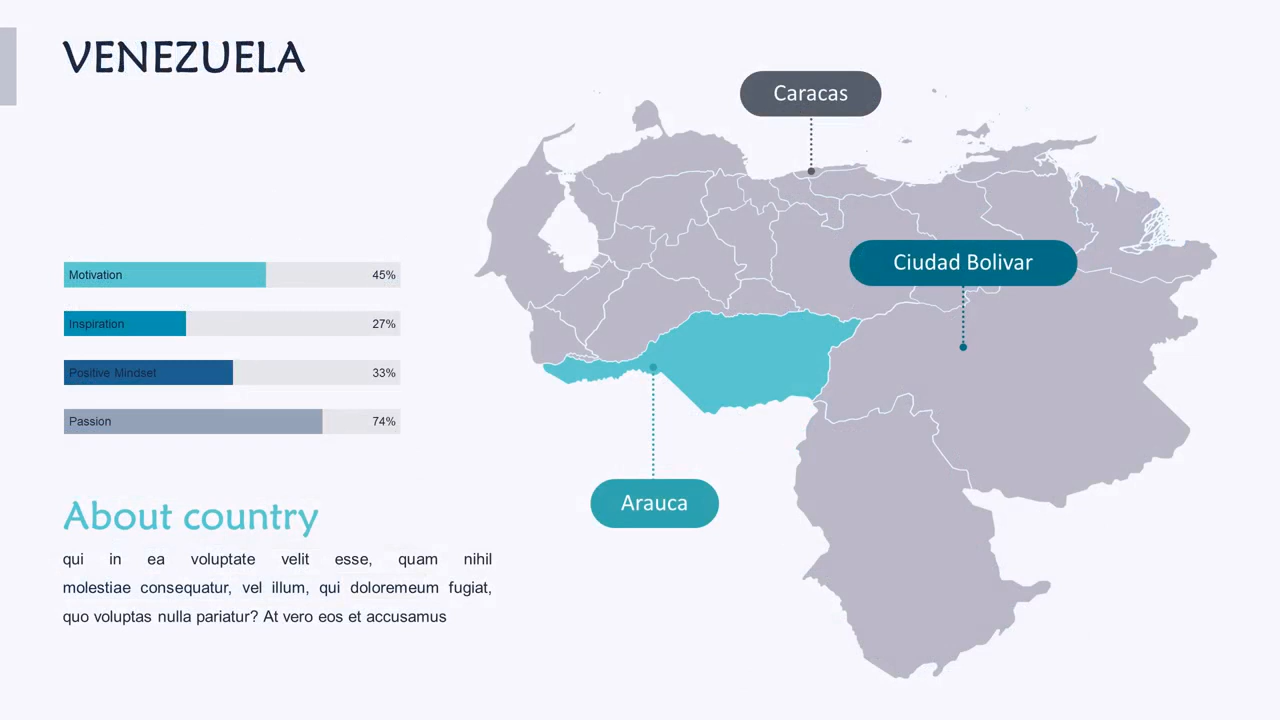 VENEZUELA
Caracas
Ciudad Bolivar
Motivation 45%
Inspiration 27%
Positive Mindset 33%
Passion 74%
Arauca
About country
qui in ea voluptate velit esse, quam nihil
molestiae consequatur, vel illum, qui doloremeum fugiat,
quo voluptas nulla pariatur? At vero eos et accusamus